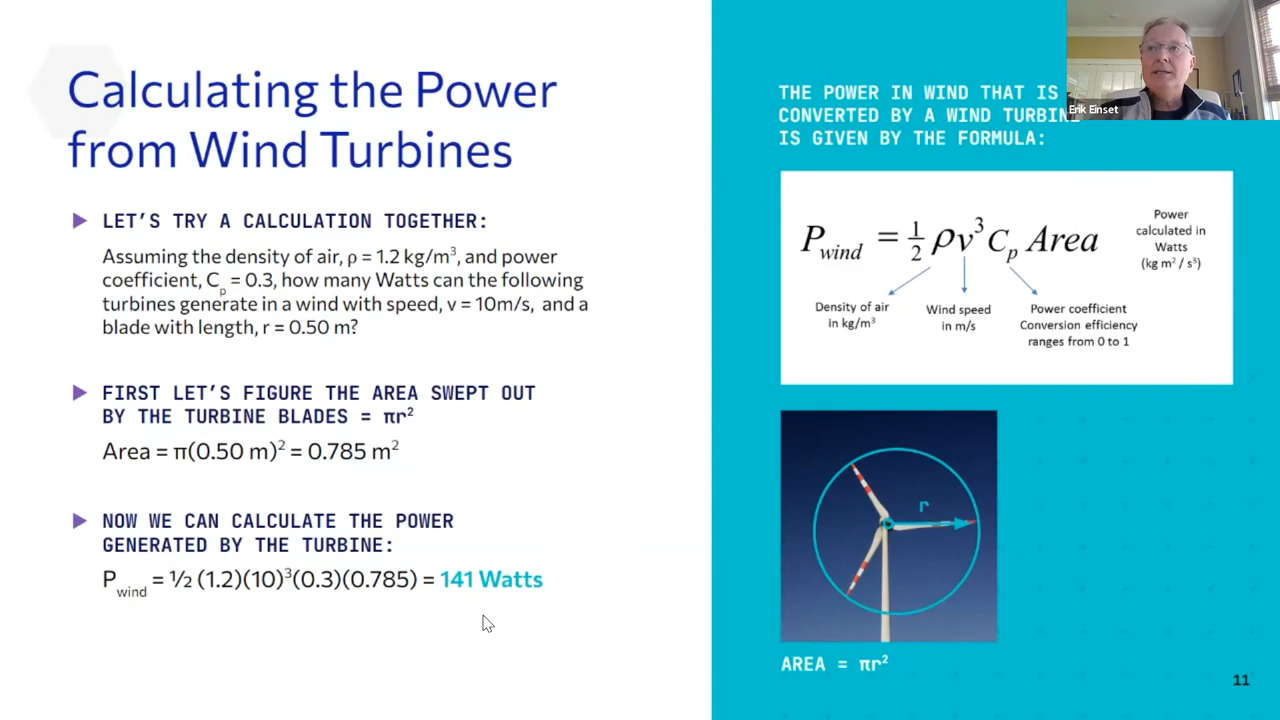 Calculating the Power
from Wind Turbines
LET'S TRY A CALCULATION TOGETHER:
Assuming the density of air, ρ = 1.2 kg/m³, and power
coefficient, Cₚ = 0.3, how many Watts can the following
turbines generate in a wind with speed, v = 10m/s, and a
blade with length, r = 0.50 m?
FIRST LET'S FIGURE THE AREA SWEPT OUT
BY THE TURBINE BLADES = πr²
Area = π(0.50 m)² = 0.785 m²
NOW WE CAN CALCULATE THE POWER
GENERATED BY THE TURBINE:
P_wind = ½ (1.2)(10)³(0.3)(0.785) = 141 Watts
THE POWER IN WIND THAT IS
CONVERTED BY A WIND TURBINE
IS GIVEN BY THE FORMULA:
Erik Einset
P_wind = ½ ρv³ Cₚ Area
Power
calculated in
Watts
(kg m² / s³)
Density of air
in kg/m³
Wind speed
in m/s
Power coefficient
Conversion efficiency
ranges from 0 to 1
r
AREA = πr²
11